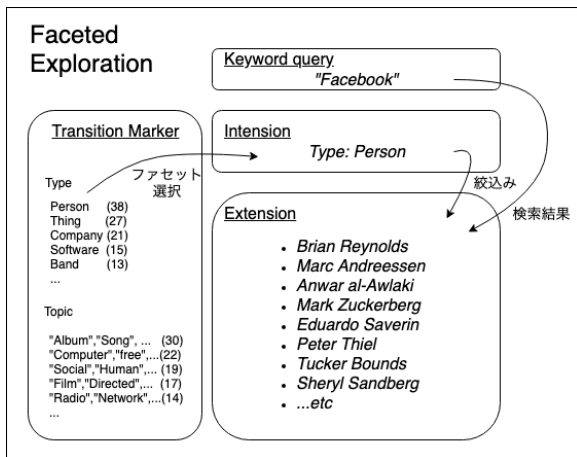 Faceted
Exploration
Keyword query
"Facebook"
Transition Marker
Type
Person (38)
Thing (27)
Company (21)
Software (15)
Band (13)
...
Topic
"Album","Song", ... (30)
"Computer","free",...(22)
"Social","Human",... (19)
"Film","Directed",... (17)
"Radio","Network",...(14)
...
ファセット
選択
Intension
Type: Person
絞込み
検索結果
Extension
• Brian Reynolds
• Marc Andreessen
• Anwar al-Awlaki
• Mark Zuckerberg
• Eduardo Saverin
• Peter Thiel
• Tucker Bounds
• Sheryl Sandberg
• ...etc